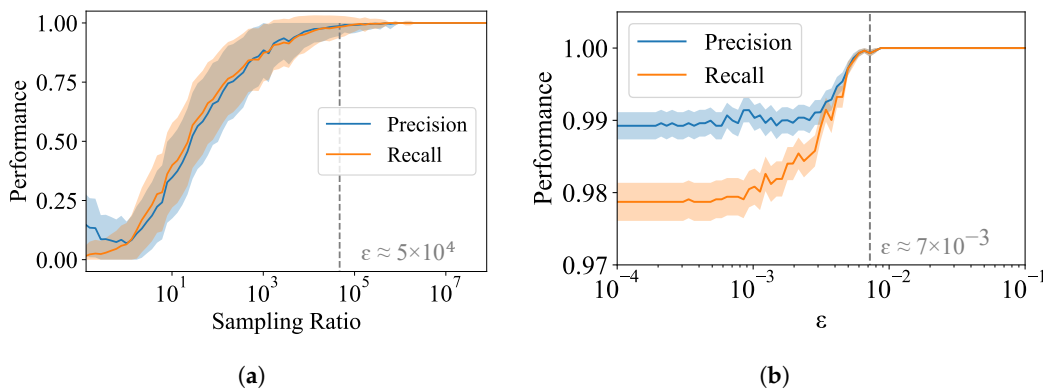 1.00
0.75
0.50
0.25
0.00
Performance
Precision
Recall
ε ≈ 5×10⁴
10¹
10³
10⁵
10⁷
Sampling Ratio
(a)
1.00
0.99
0.98
0.97
Performance
Precision
Recall
ε ≈ 7×10⁻³
10⁻⁴
10⁻³
10⁻²
10⁻¹
ε
(b)